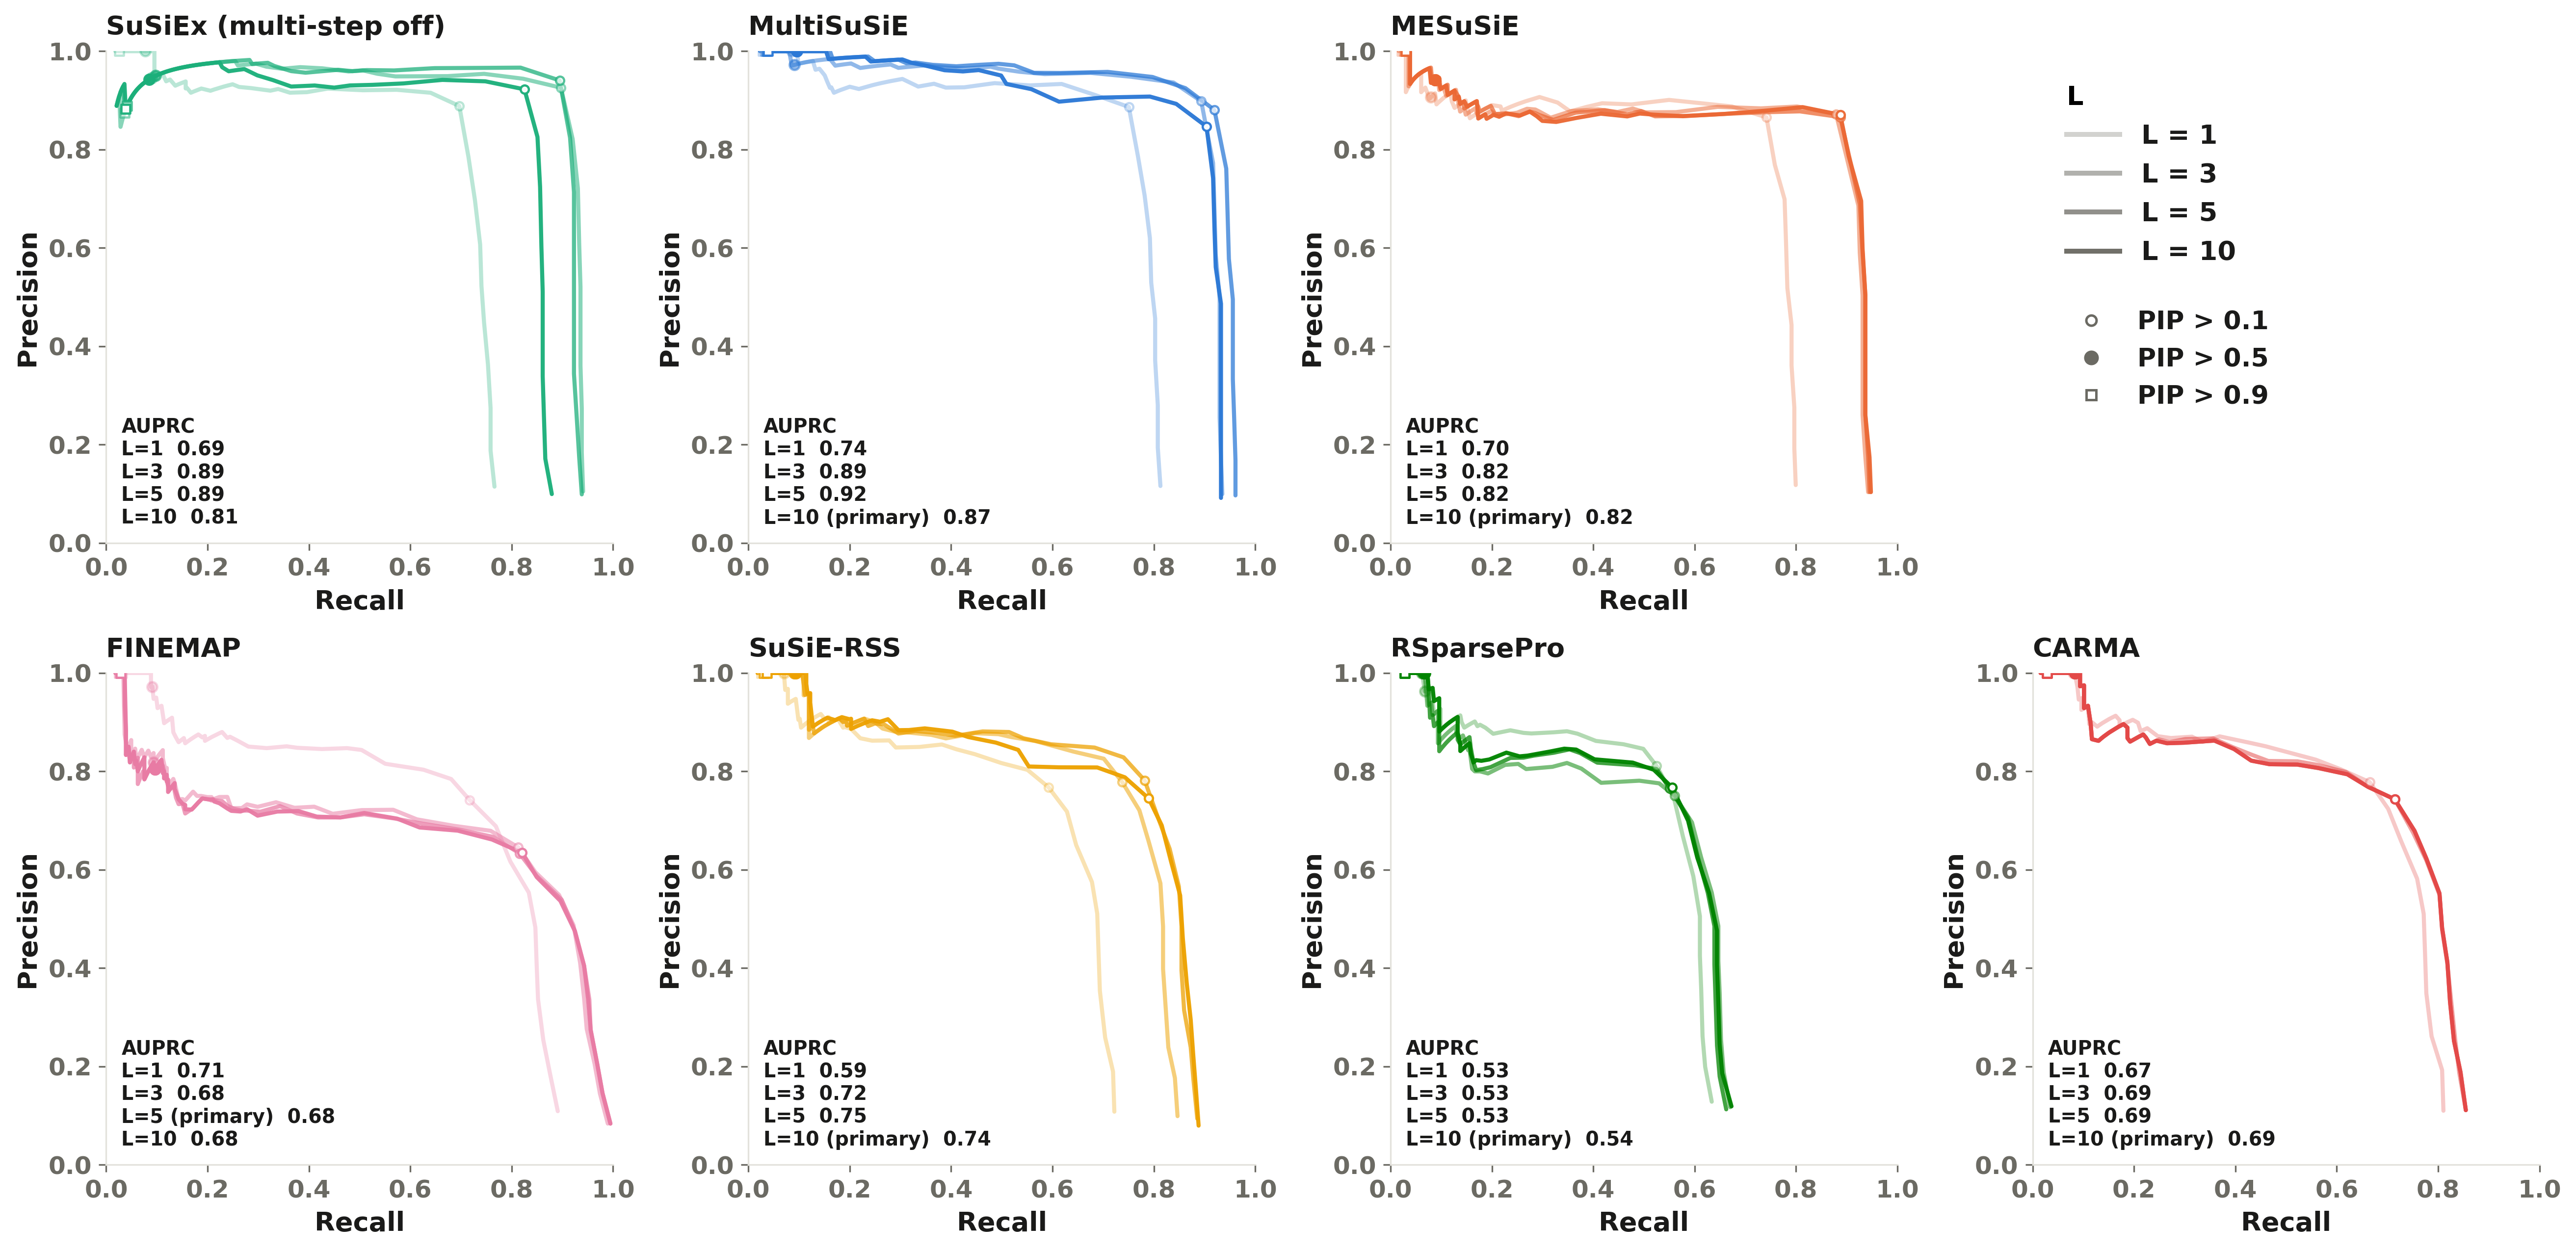 SuSiEx (multi-step off)
1.0
0.8
0.6
0.4
0.2
0.0
Precision
AUPRC
L=1 0.69
L=3 0.89
L=5 0.89
L=10 0.81
0.0 0.2 0.4 0.6 0.8 1.0
Recall
MultiSuSiE
1.0
0.8
0.6
0.4
0.2
0.0
Precision
AUPRC
L=1 0.74
L=3 0.89
L=5 0.92
L=10 (primary) 0.87
0.0 0.2 0.4 0.6 0.8 1.0
Recall
MESuSiE
1.0
0.8
0.6
0.4
0.2
0.0
Precision
AUPRC
L=1 0.70
L=3 0.82
L=5 0.82
L=10 (primary) 0.82
0.0 0.2 0.4 0.6 0.8 1.0
Recall
L
L = 1
L = 3
L = 5
L = 10
PIP > 0.1
PIP > 0.5
PIP > 0.9
FINEMAP
1.0
0.8
0.6
0.4
0.2
0.0
Precision
AUPRC
L=1 0.71
L=3 0.68
L=5 (primary) 0.68
L=10 0.68
0.0 0.2 0.4 0.6 0.8 1.0
Recall
SuSiE-RSS
1.0
0.8
0.6
0.4
0.2
0.0
Precision
AUPRC
L=1 0.59
L=3 0.72
L=5 0.75
L=10 (primary) 0.74
0.0 0.2 0.4 0.6 0.8 1.0
Recall
RSparsePro
1.0
0.8
0.6
0.4
0.2
0.0
Precision
AUPRC
L=1 0.53
L=3 0.53
L=5 0.53
L=10 (primary) 0.54
0.0 0.2 0.4 0.6 0.8 1.0
Recall
CARMA
1.0
0.8
0.6
0.4
0.2
0.0
Precision
AUPRC
L=1 0.67
L=3 0.69
L=5 0.69
L=10 (primary) 0.69
0.0 0.2 0.4 0.6 0.8 1.0
Recall